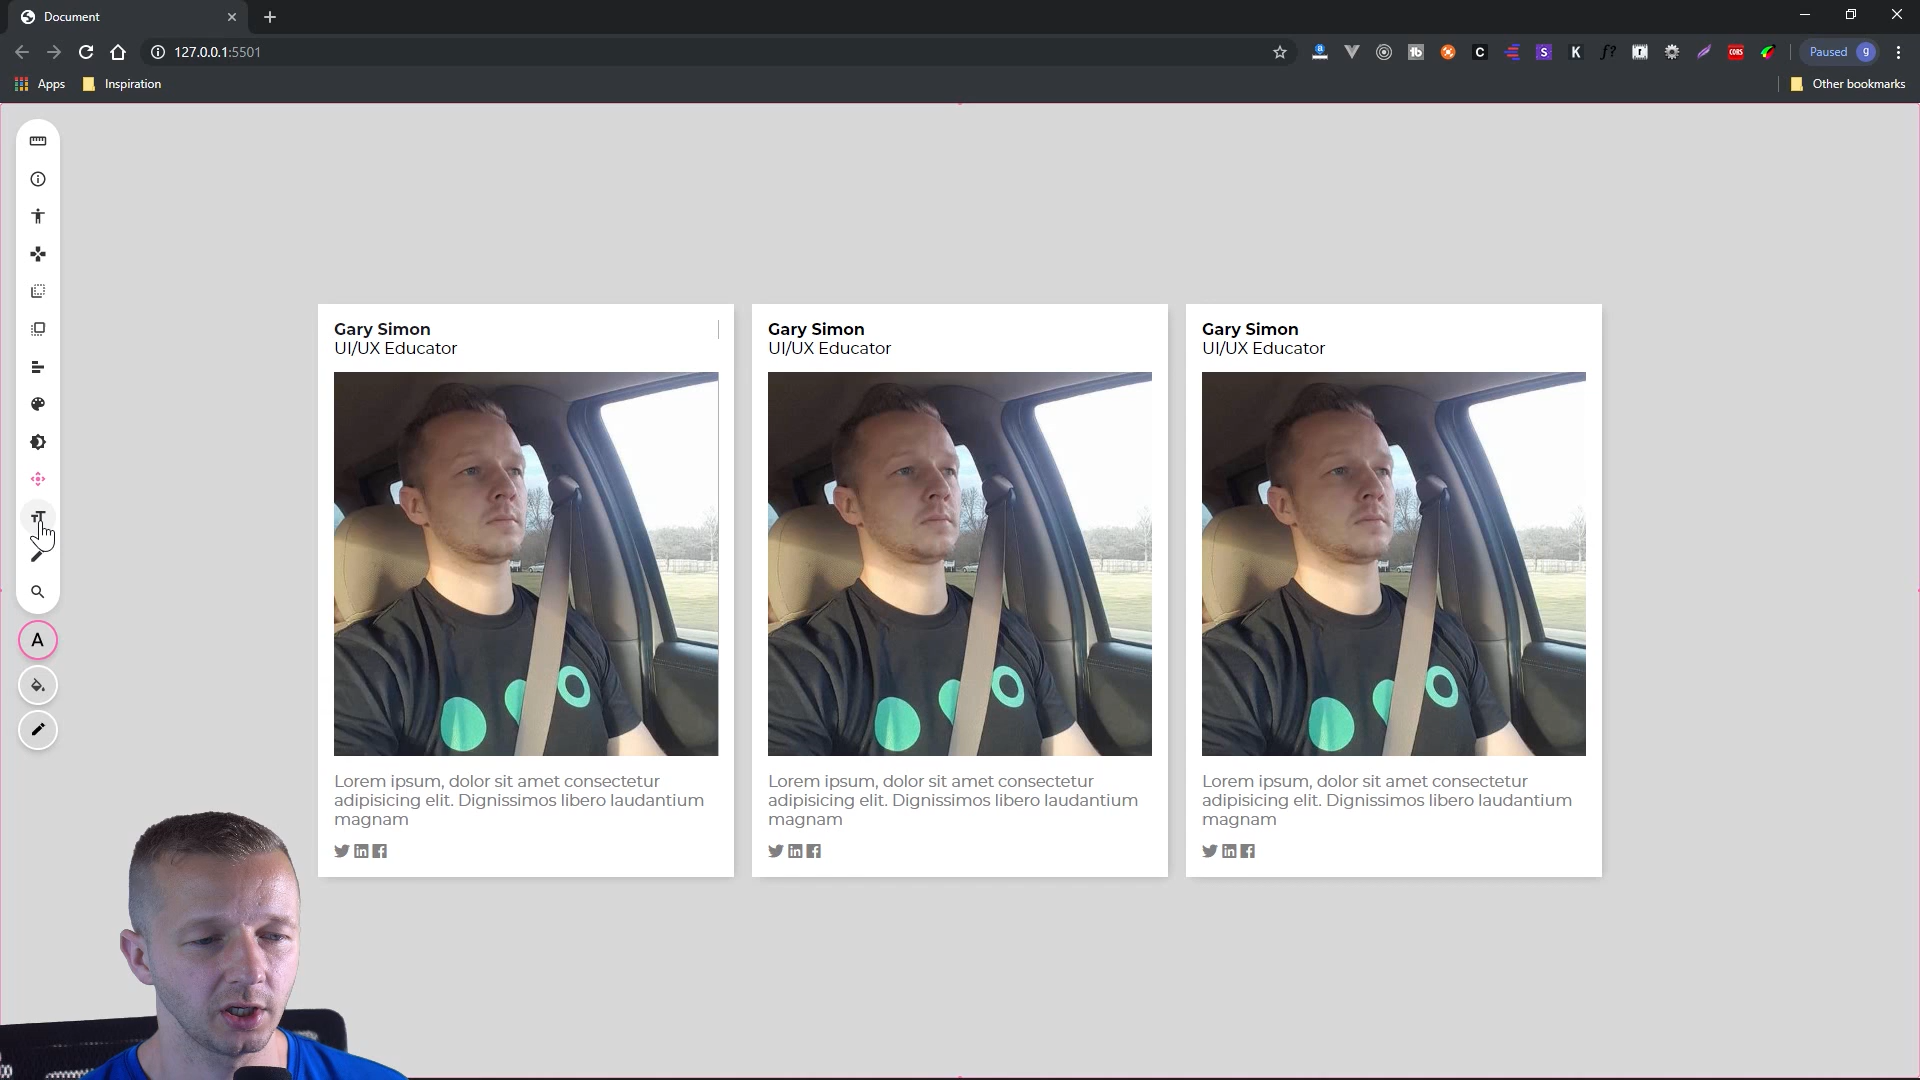 Document
127.0.0.1:5501
Paused
g
Apps
Inspiration
Other bookmarks
Gary Simon
UI/UX Educator
Lorem ipsum, dolor sit amet consectetur
adipisicing elit. Dignissimos libero laudantium
magnam
Gary Simon
UI/UX Educator
Lorem ipsum, dolor sit amet consectetur
adipisicing elit. Dignissimos libero laudantium
magnam
Gary Simon
UI/UX Educator
Lorem ipsum, dolor sit amet consectetur
adipisicing elit. Dignissimos libero laudantium
magnam
A